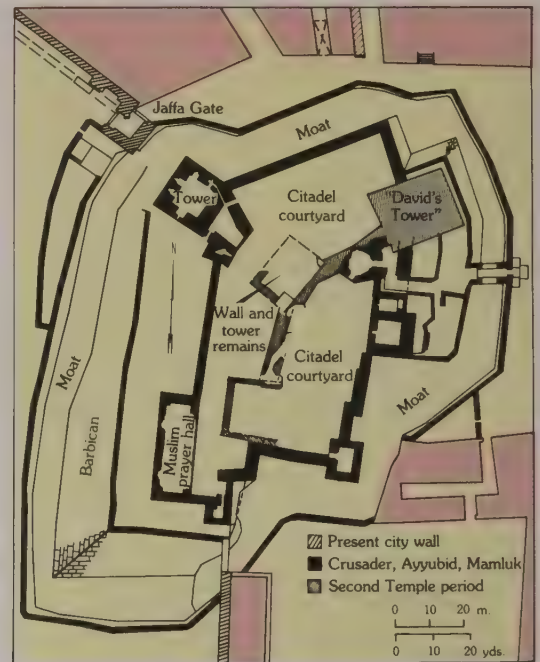 Jaffa Gate
Moat
Tower
Citadel
courtyard
"David's
Tower"
N
Wall and
tower
remains
Citadel
courtyard
Moat
Barbican
Muslim
prayer hall
Moat
Present city wall
Crusader, Ayyubid, Mamluk
Second Temple period
0 10 20 m.
0 10 20 yds.